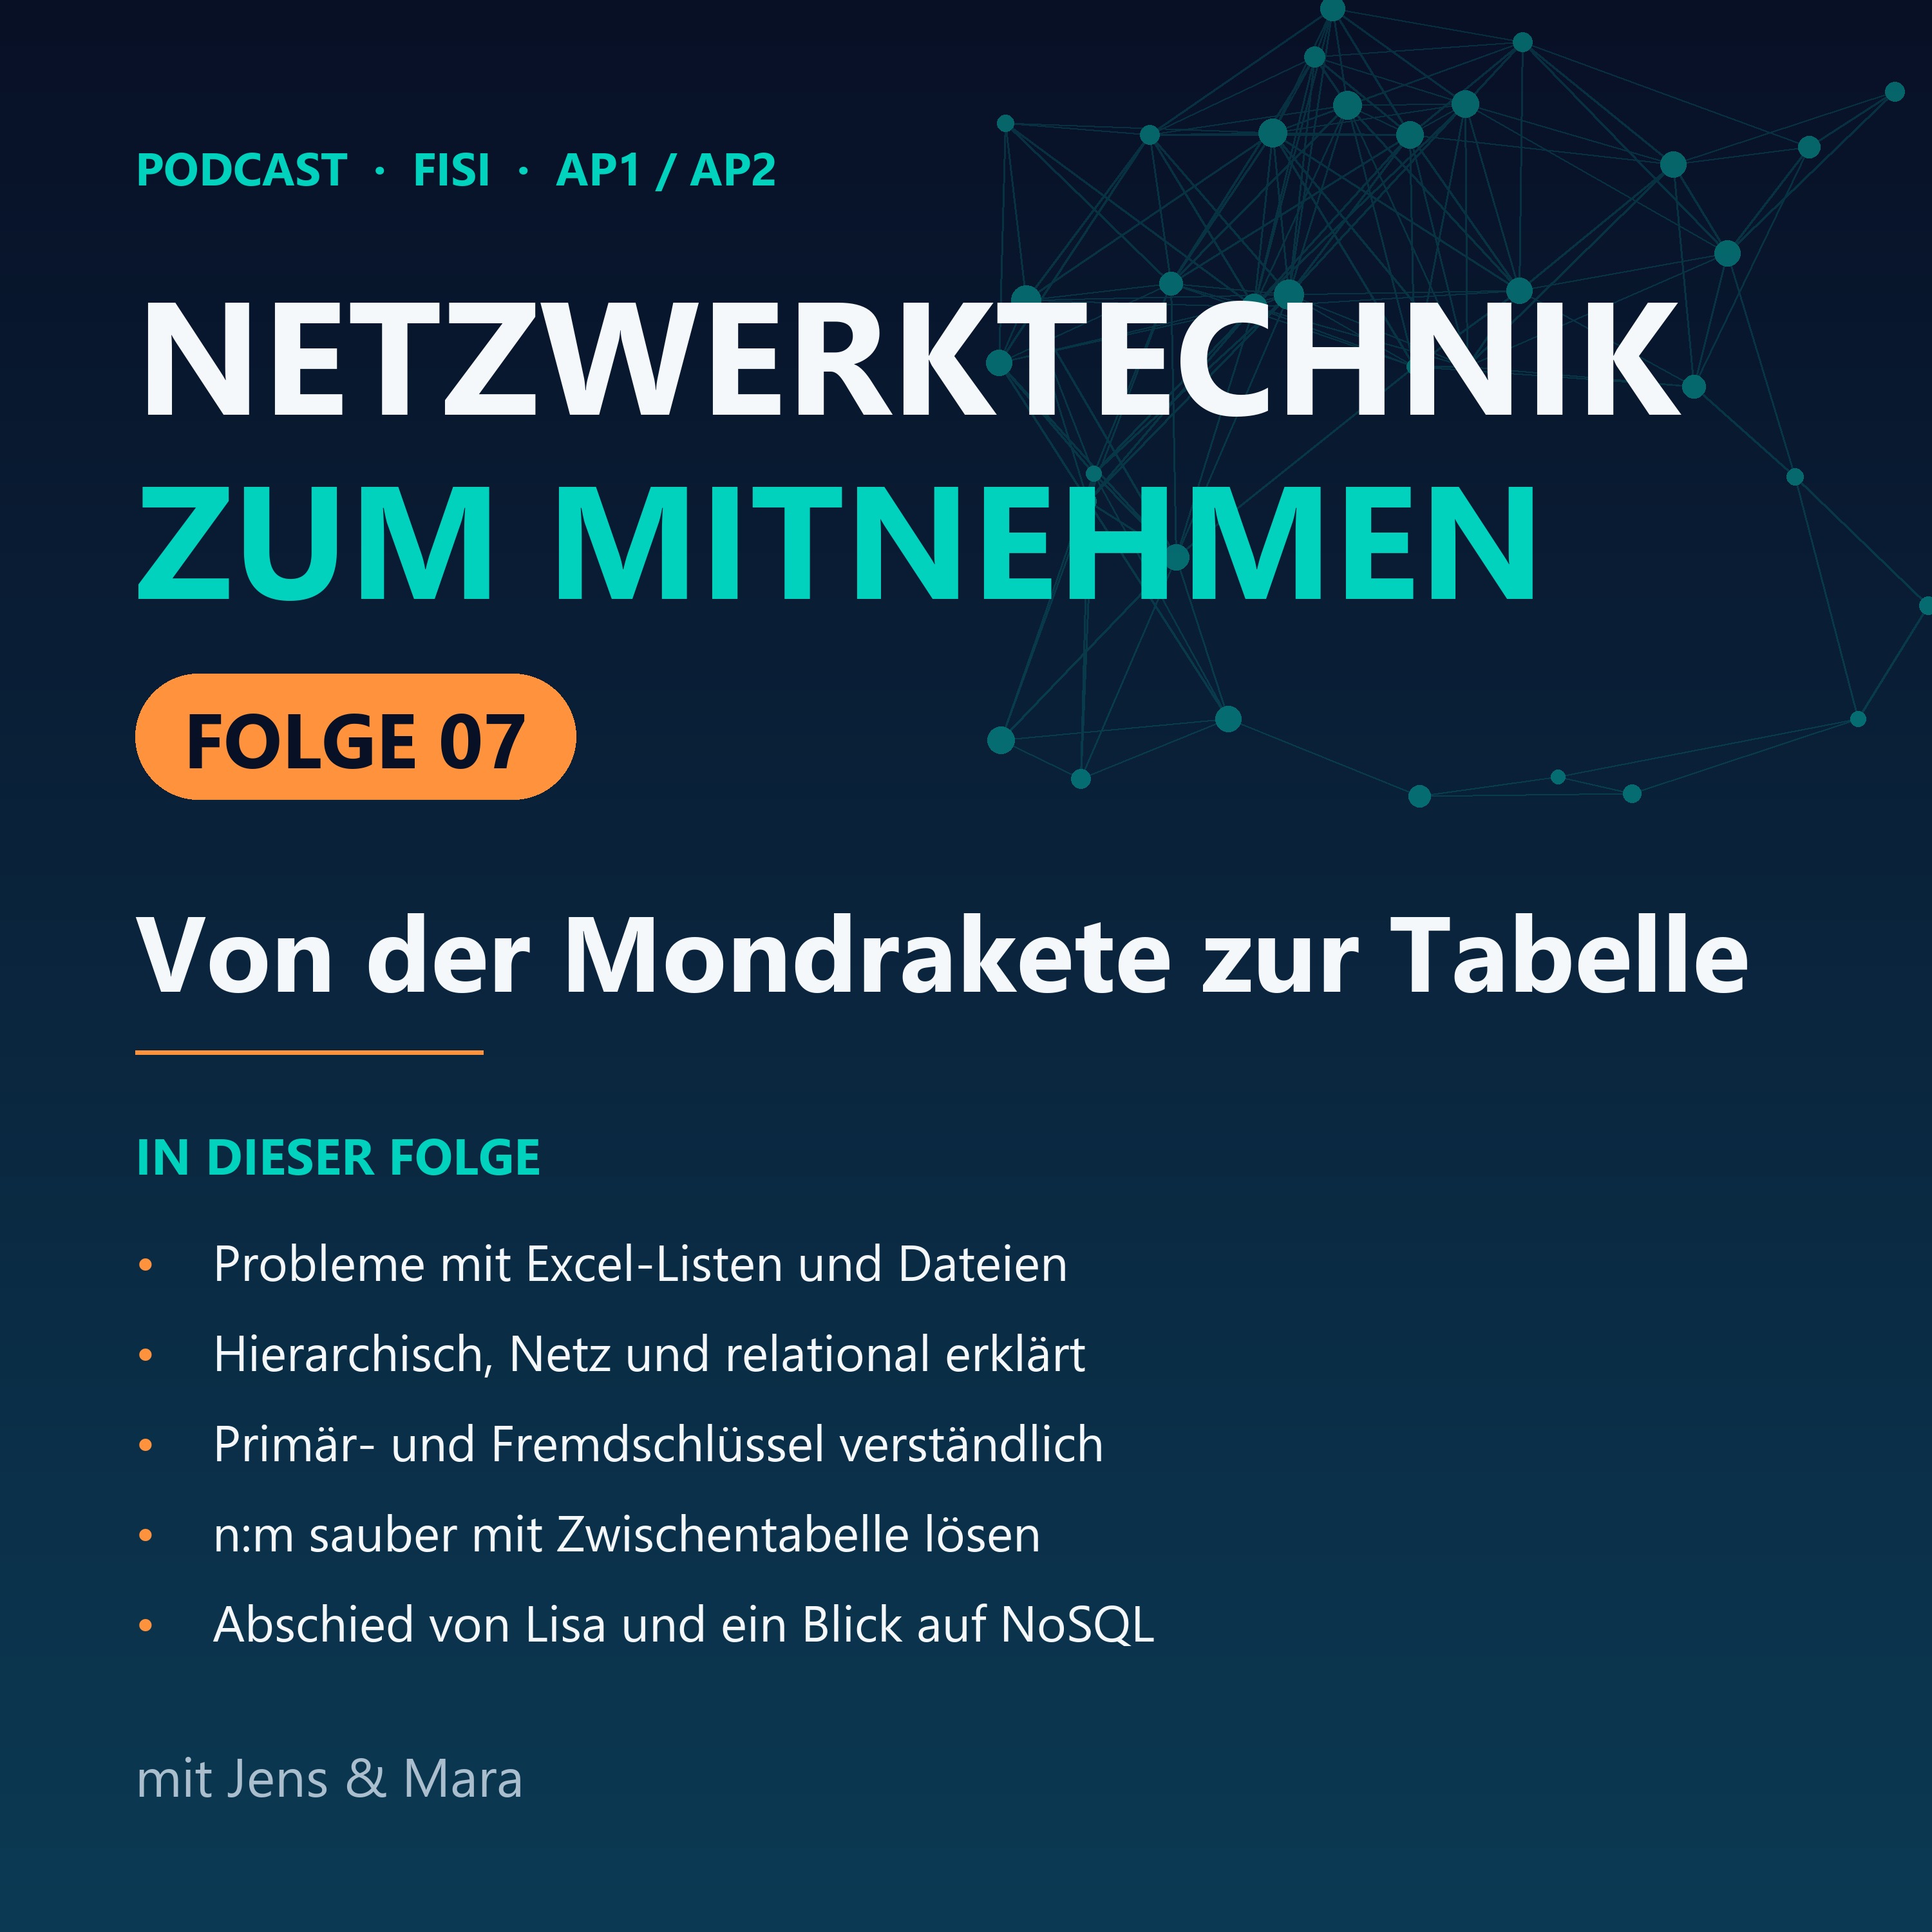 PODCAST · FISI · AP1 / AP2
NETZWERKTECHNIK
ZUM MITNEHMEN
FOLGE 07
Von der Mondrakete zur Tabelle
IN DIESER FOLGE
• Probleme mit Excel-Listen und Dateien
• Hierarchisch, Netz und relational erklärt
• Primär- und Fremdschlüssel verständlich
• n:m sauber mit Zwischentabelle lösen
• Abschied von Lisa und ein Blick auf NoSQL
mit Jens & Mara